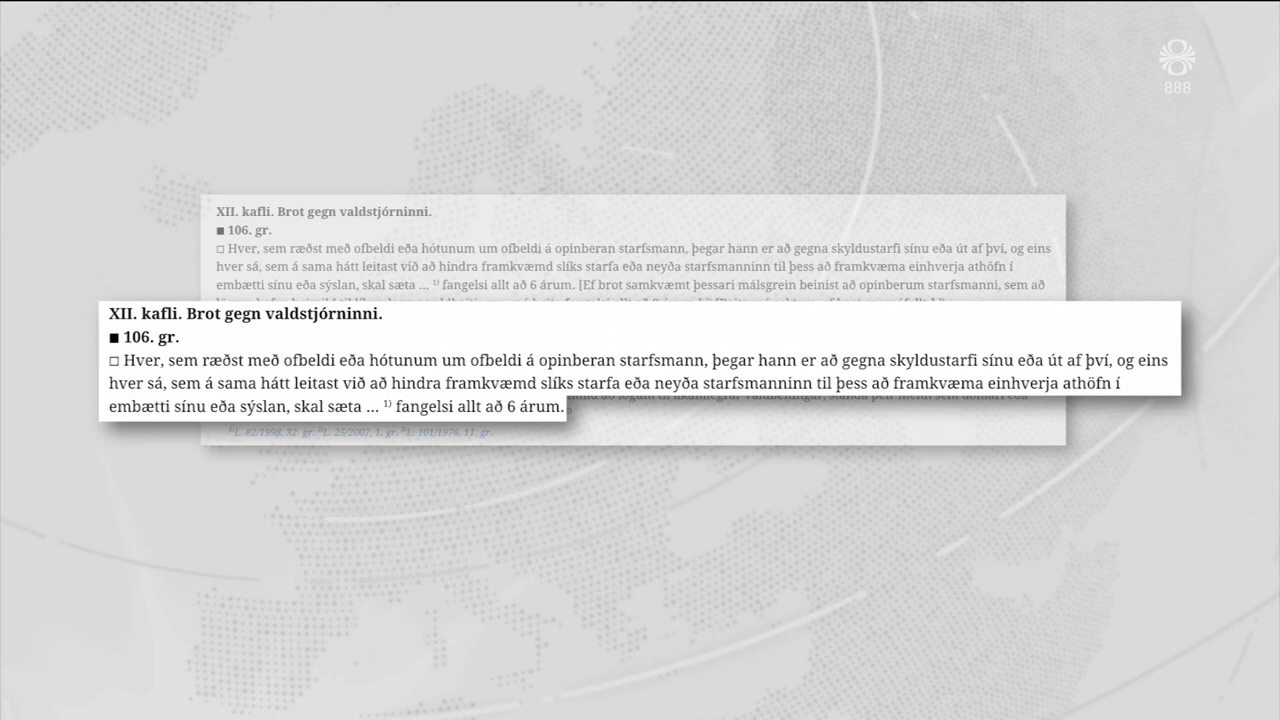 888
XII. kafli. Brot gegn valdstjórninni.
■ 106. gr.
□ Hver, sem ræðst með ofbeldi eða hótunum um ofbeldi á opinberan starfsmann, þegar hann er að gegna skyldustarfi sínu eða út af því, og eins
hver sá, sem á sama hátt leitast við að hindra framkvæmd slíks starfa eða neyða starfsmanninn til þess að framkvæma einhverja athöfn í
embætti sínu eða sýslan, skal sæta ... ¹⁾ fangelsi allt að 6 árum. [Ef brot samkvæmt þessari málsgrein beinist að opinberum starfsmanni, sem að
XII. kafli. Brot gegn valdstjórninni.
■ 106. gr.
□ Hver, sem ræðst með ofbeldi eða hótunum um ofbeldi á opinberan starfsmann, þegar hann er að gegna skyldustarfi sínu eða út af því, og eins
hver sá, sem á sama hátt leitast við að hindra framkvæmd slíks starfa eða neyða starfsmanninn til þess að framkvæma einhverja athöfn í
embætti sínu eða sýslan, skal sæta ... ¹⁾ fangelsi allt að 6 árum.
¹⁾L. 82/1998, 32. gr. ²⁾L. 25/2007, 1. gr. ³⁾L. 101/1976, 11. gr.